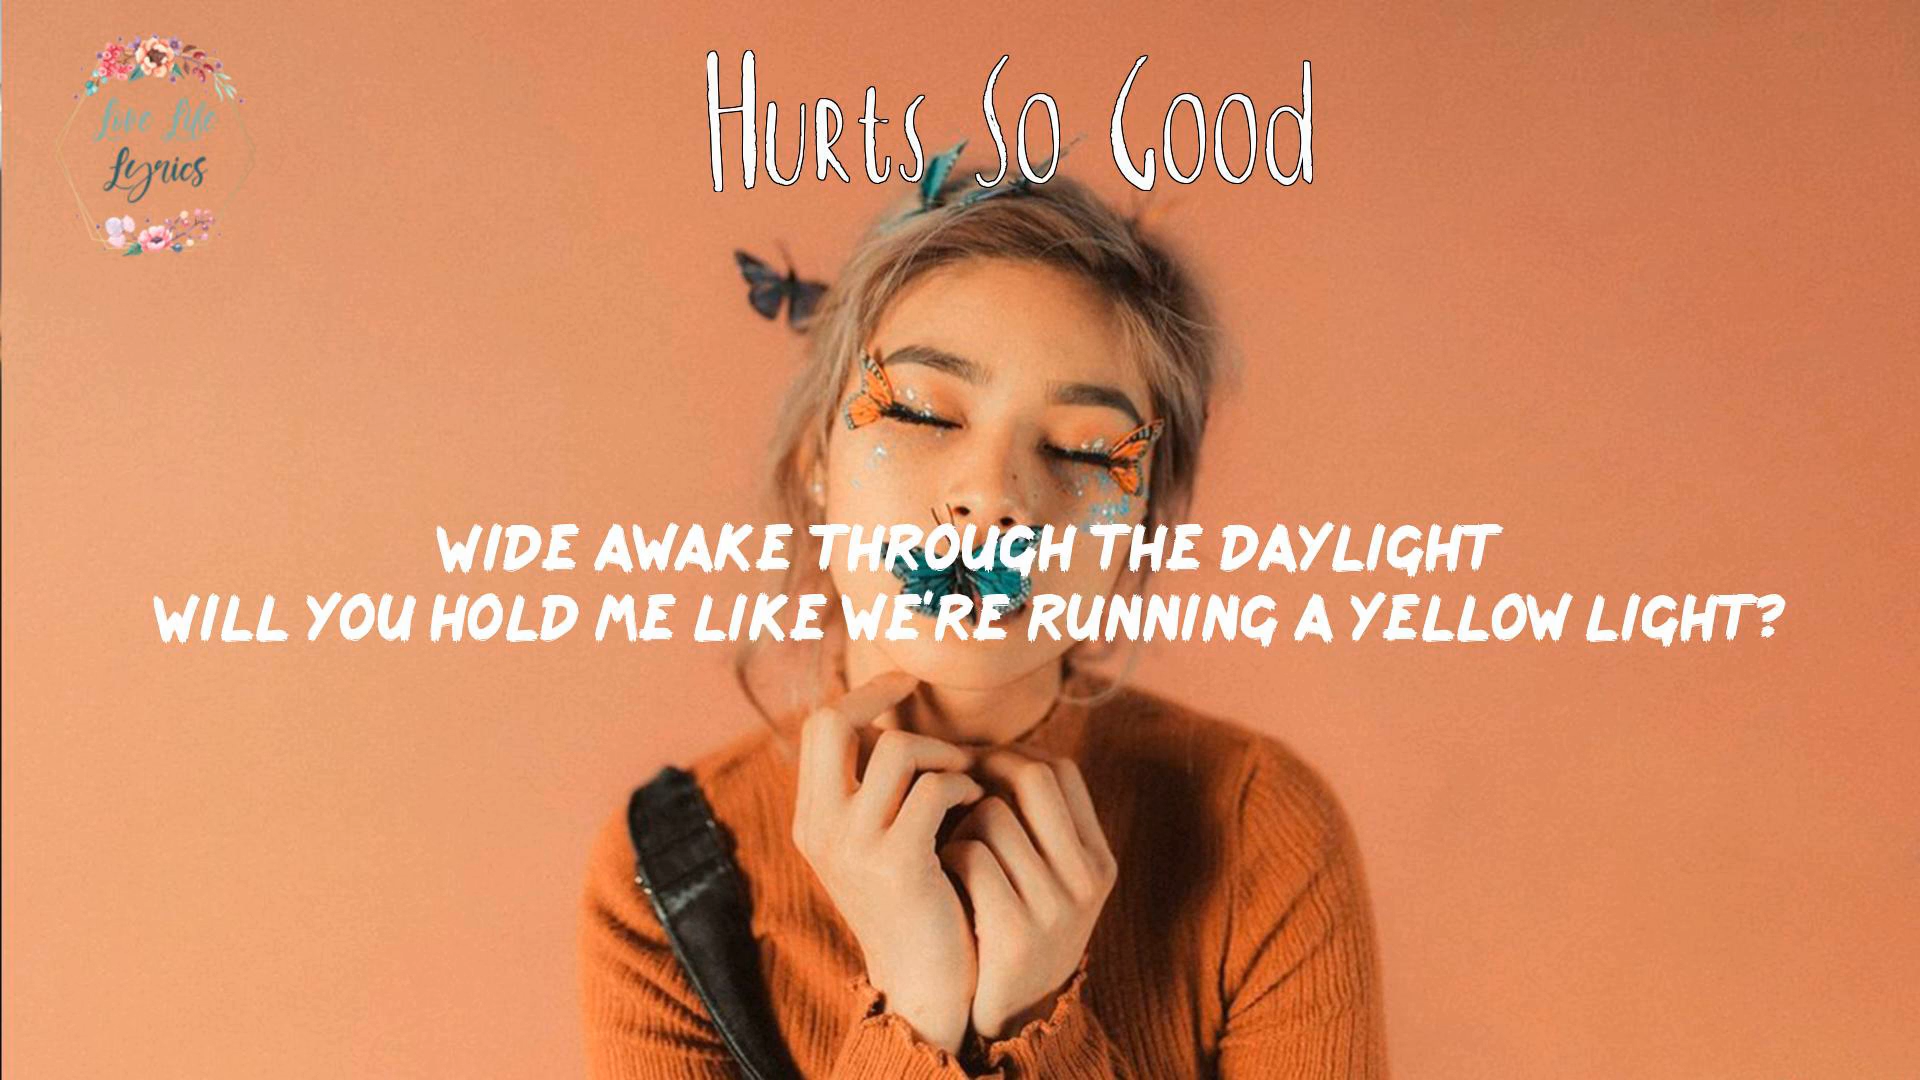 Love Life
Lyrics
Hurts So Good
WIDE AWAKE THROUGH THE DAYLIGHT
WILL YOU HOLD ME LIKE WE'RE RUNNING A YELLOW LIGHT?